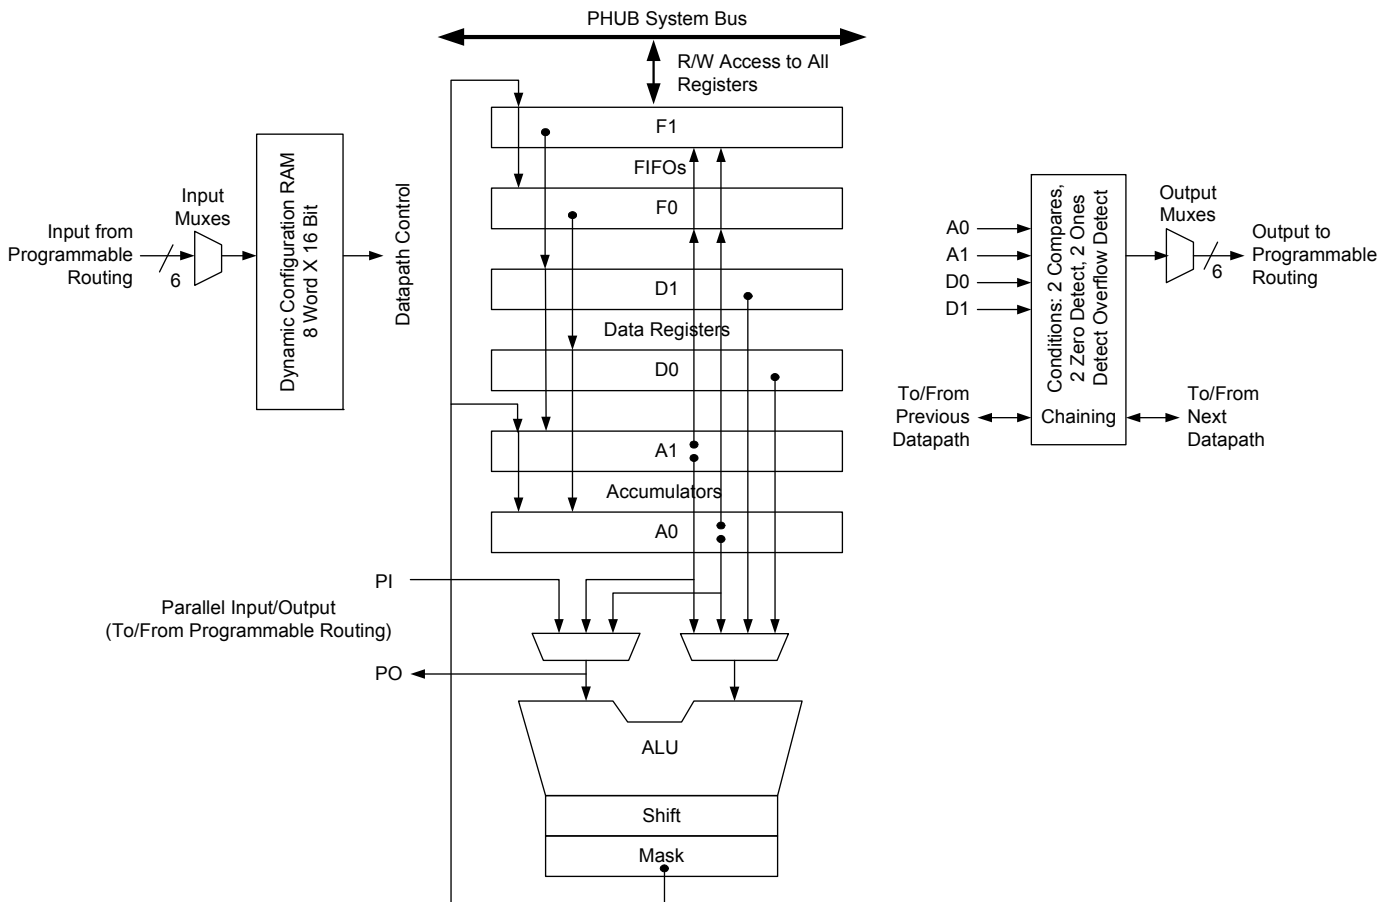 PHUB System Bus
R/W Access to All
Registers
F1
FIFOs
F0
D1
Data Registers
D0
A1
Accumulators
A0
Input from
Programmable
Routing
6
Input
Muxes
Dynamic Configuration RAM
8 Word X 16 Bit
Datapath Control
PI
Parallel Input/Output
(To/From Programmable Routing)
PO
ALU
Shift
Mask
A0
A1
D0
D1
Conditions: 2 Compares,
2 Zero Detect, 2 Ones
Detect Overflow Detect
Chaining
To/From
Previous
Datapath
To/From
Next
Datapath
Output
Muxes
6
Output to
Programmable
Routing